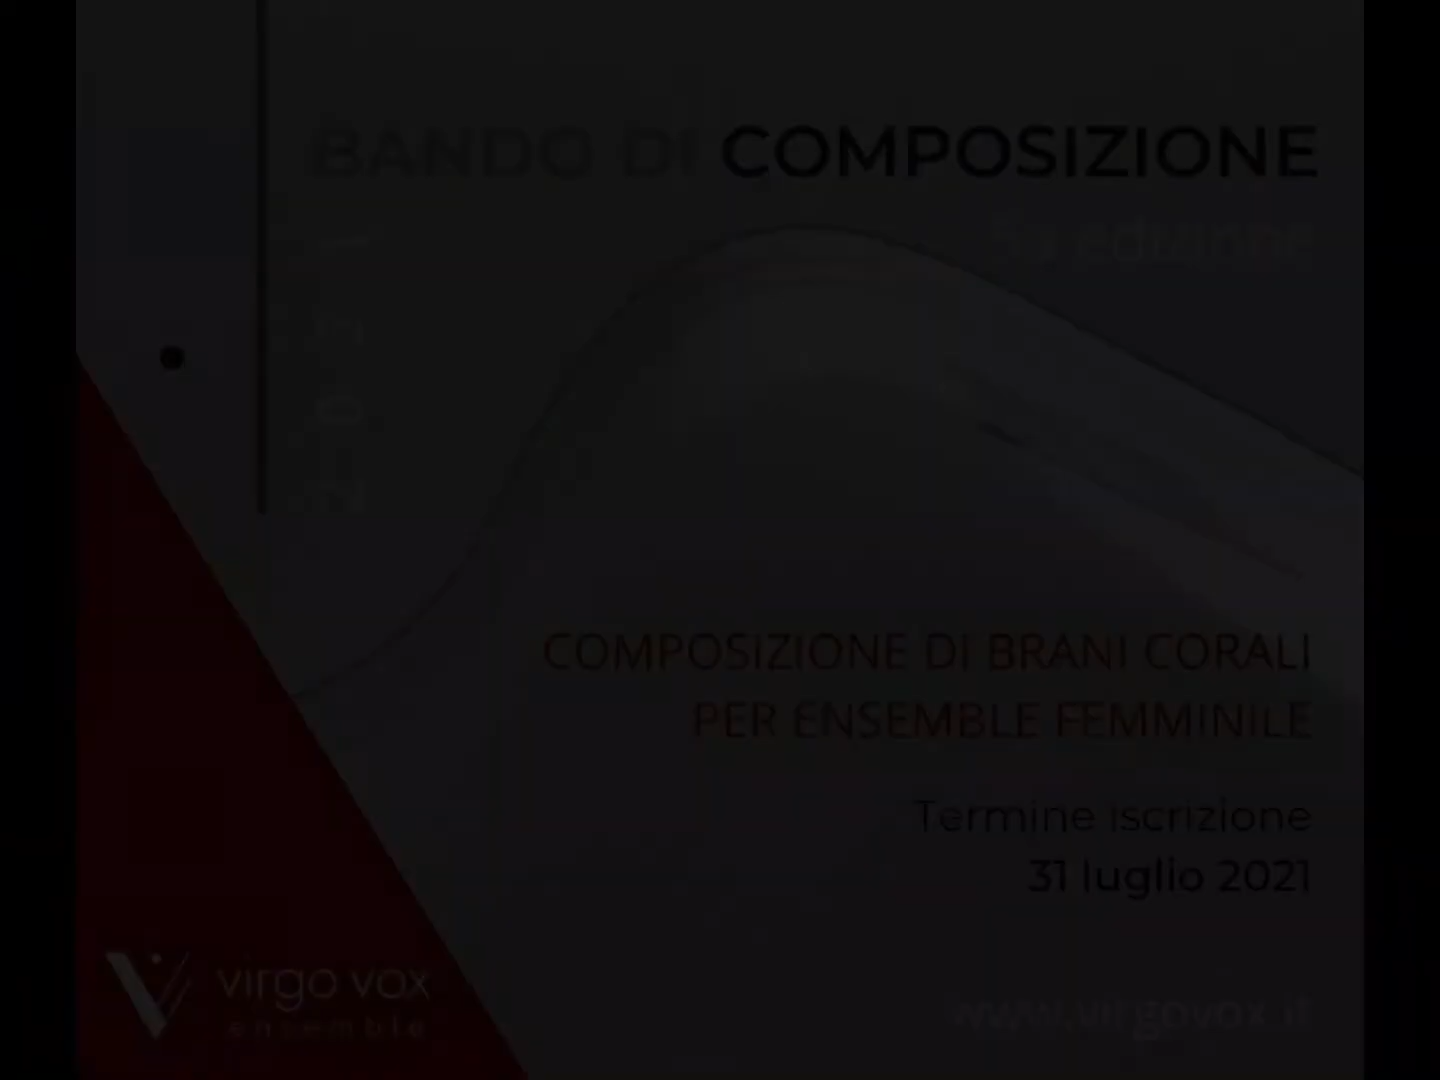 BANDO DI COMPOSIZIONE
edizione
COMPOSIZIONE DI BRANI CORALI
PER ENSEMBLE FEMMINILE
Termine Iscrizione
31 luglio 2021
virgo vox
ensemble
www.virgovox.it